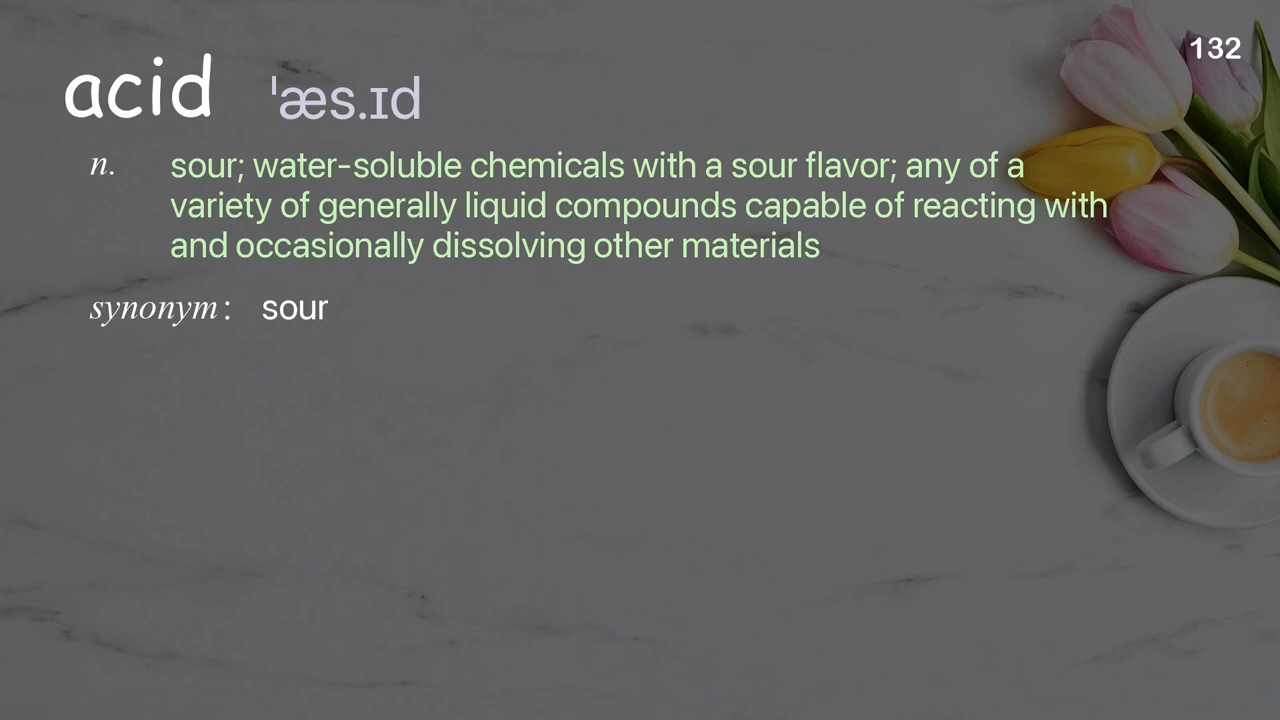 132
acid ˈæs.ɪd
n. sour; water-soluble chemicals with a sour flavor; any of a
variety of generally liquid compounds capable of reacting with
and occasionally dissolving other materials
synonym: sour